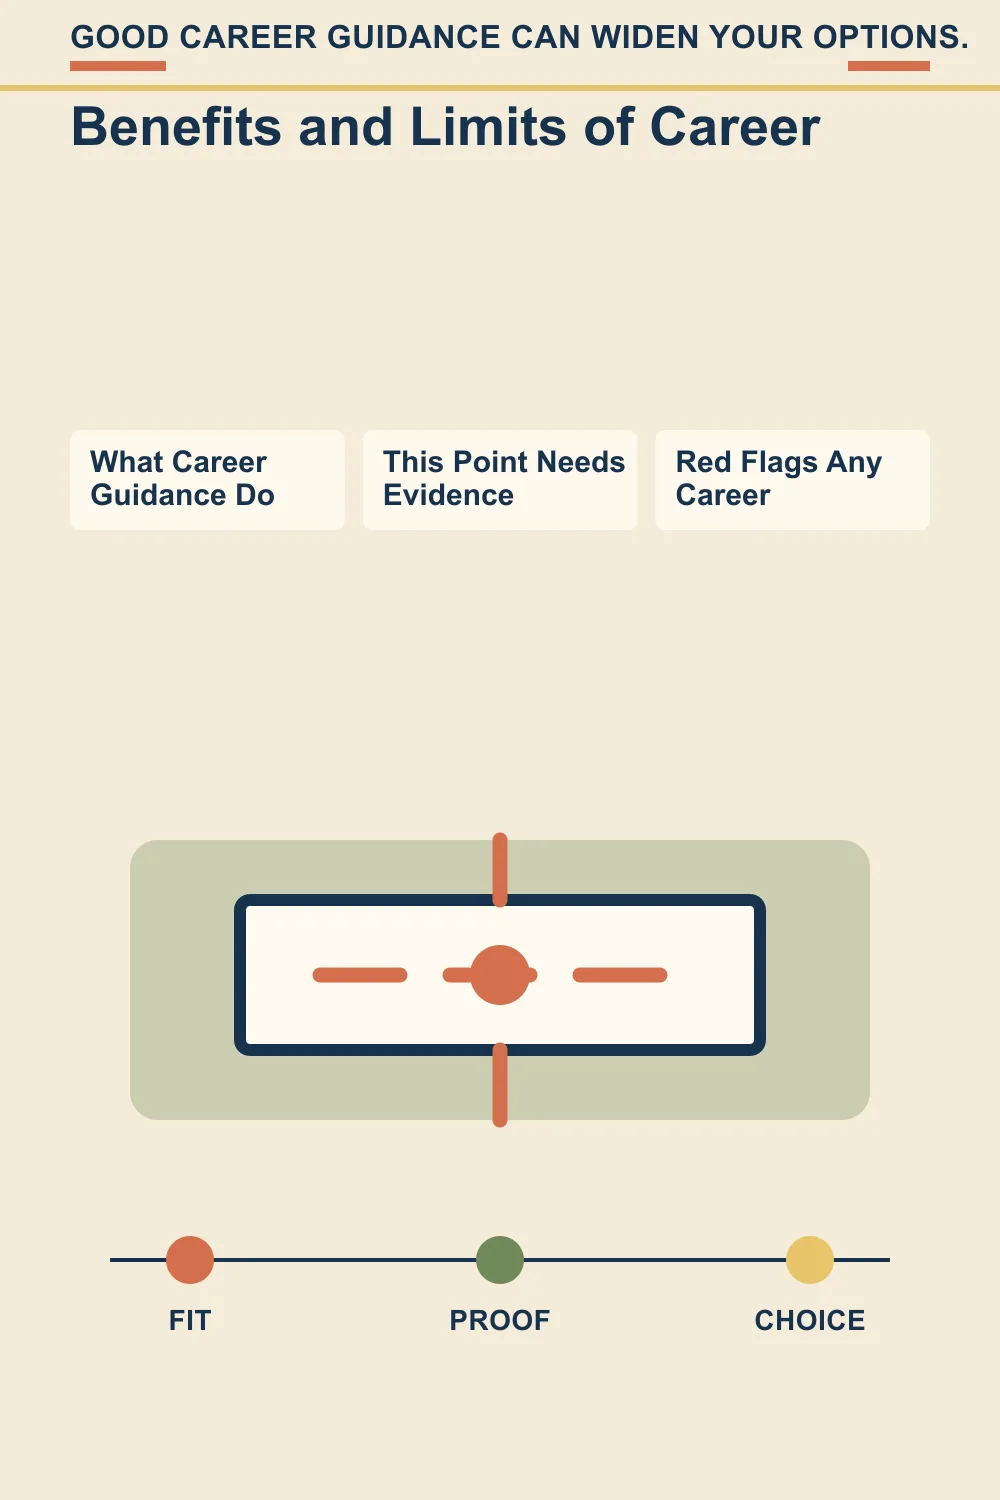 GOOD CAREER GUIDANCE CAN WIDEN YOUR OPTIONS.
Benefits and Limits of Career
What Career
Guidance Do
This Point Needs
Evidence
Red Flags Any
Career
FIT
PROOF
CHOICE